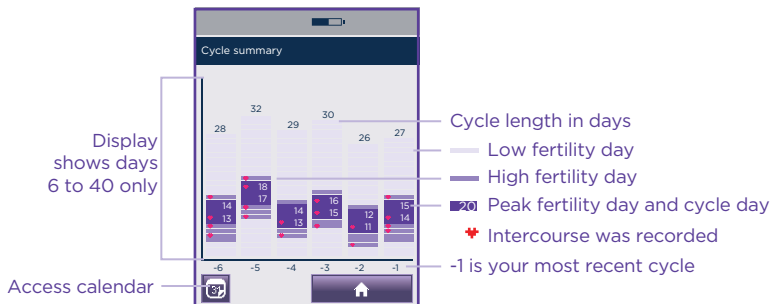 Cycle summary
32
30
28
29
27
26
18
17
16
15
14
13
14
13
12
11
15
14
-6
-5
-4
-3
-2
-1
31
Display
shows days
6 to 40 only
Access calendar
Cycle length in days
Low fertility day
High fertility day
20 Peak fertility day and cycle day
Intercourse was recorded
-1 is your most recent cycle